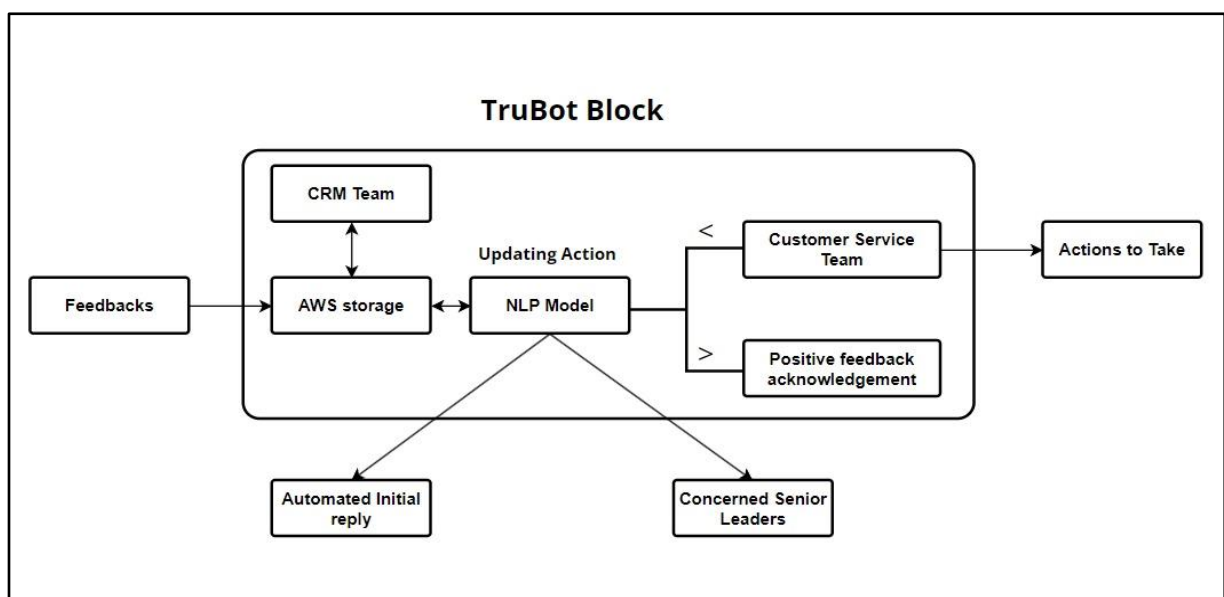 TruBot Block
CRM Team
Updating Action
<
Customer Service
Team
Actions to Take
Feedbacks
AWS storage
NLP Model
>
Positive feedback
acknowledgement
Automated Initial
reply
Concerned Senior
Leaders